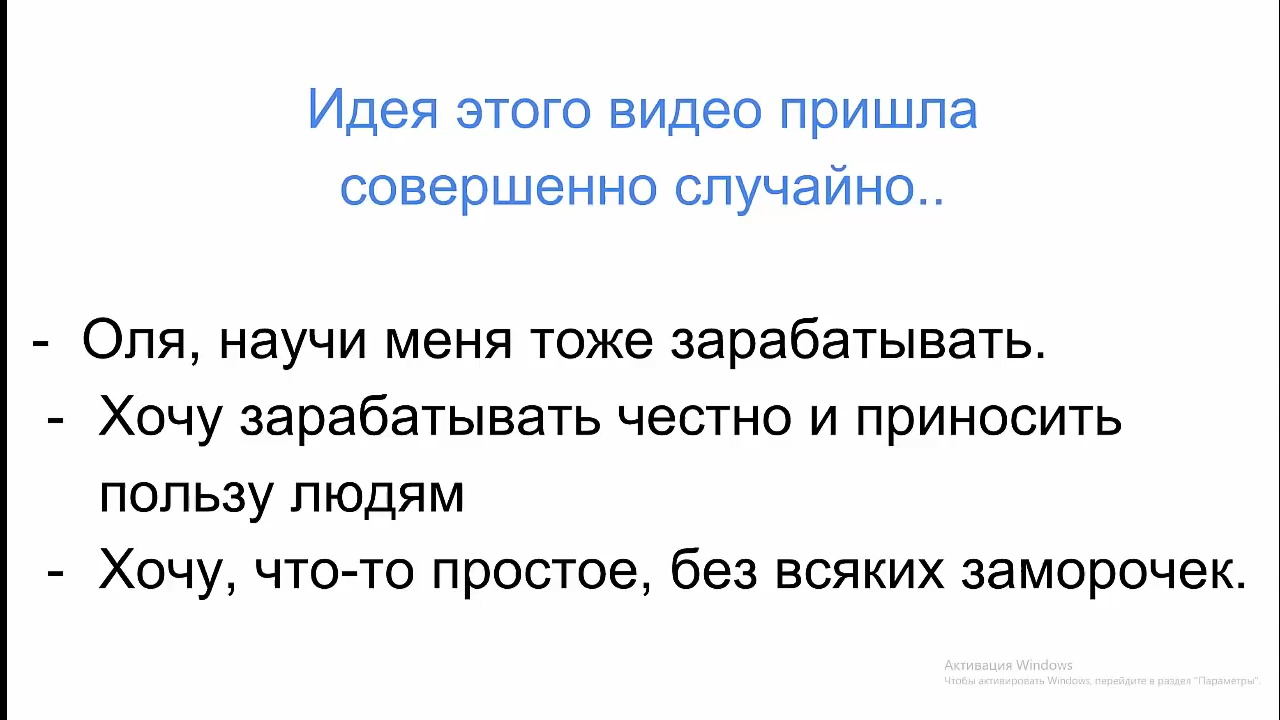 Идея этого видео пришла
совершенно случайно..
- Оля, научи меня тоже зарабатывать.
- Хочу зарабатывать честно и приносить
пользу людям
- Хочу, что-то простое, без всяких заморочек.
Активация Windows
Чтобы активировать Windows, перейдите в раздел "Параметры".